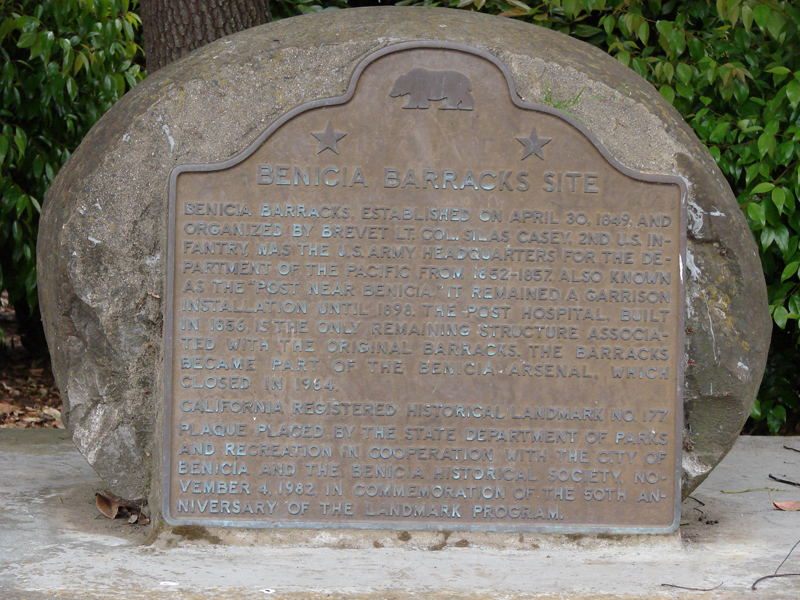 BENICIA BARRACKS SITE
BENICIA BARRACKS, ESTABLISHED ON APRIL 30, 1849, AND
ORGANIZED BY BREVET LT. COL. SILAS CASEY, 2ND U.S. IN-
FANTRY, WAS THE U.S. ARMY HEADQUARTERS FOR THE DE-
PARTMENT OF THE PACIFIC FROM 1852-1857. ALSO KNOWN
AS THE "POST NEAR BENICIA," IT REMAINED A GARRISON
INSTALLATION UNTIL 1898. THE POST HOSPITAL, BUILT
IN 1856, IS THE ONLY REMAINING STRUCTURE ASSOCIA-
TED WITH THE ORIGINAL BARRACKS. THE BARRACKS
BECAME PART OF THE BENICIA ARSENAL, WHICH
CLOSED IN 1964.
CALIFORNIA REGISTERED HISTORICAL LANDMARK NO. 177
PLAQUE PLACED BY THE STATE DEPARTMENT OF PARKS
AND RECREATION IN COOPERATION WITH THE CITY OF
BENICIA AND THE BENICIA HISTORICAL SOCIETY, NO-
VEMBER 4, 1982, IN COMMEMORATION OF THE 50TH AN-
NIVERSARY OF THE LANDMARK PROGRAM.